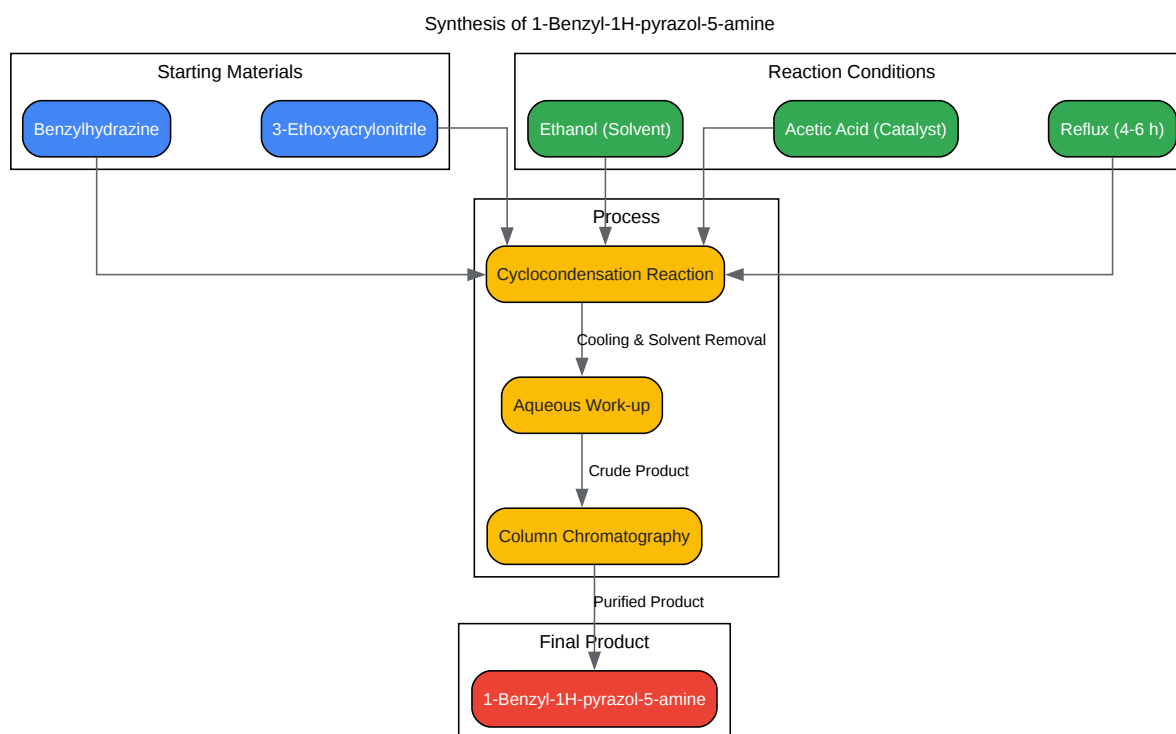 Synthesis of 1-Benzyl-1H-pyrazol-5-amine
Starting Materials
Reaction Conditions
Benzylhydrazine
3-Ethoxyacrylonitrile
Ethanol (Solvent)
Acetic Acid (Catalyst)
Reflux (4-6 h)
Process
Cyclocondensation Reaction
Cooling & Solvent Removal
Aqueous Work-up
Crude Product
Column Chromatography
Purified Product
Final Product
1-Benzyl-1H-pyrazol-5-amine